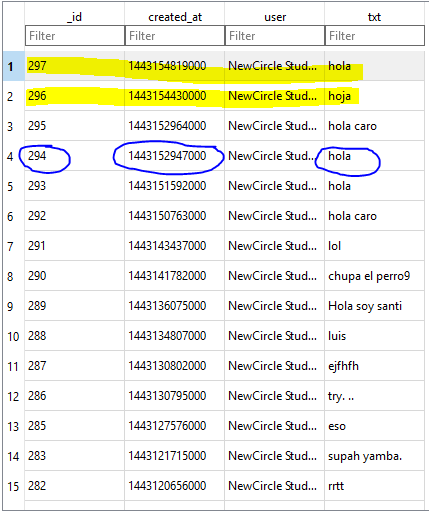 _id created_at user txt
Filter Filter Filter Filter
1 297 1443154819000 NewCircle Stud... hola
2 296 1443154430000 NewCircle Stud... hoja
3 295 1443152964000 NewCircle Stud... hola caro
4 294 1443152947000 NewCircle Stud... hola
5 293 1443151592000 NewCircle Stud... hola
6 292 1443150763000 NewCircle Stud... hola caro
7 291 1443143437000 NewCircle Stud... lol
8 290 1443141782000 NewCircle Stud... chupa el perro9
9 289 1443136075000 NewCircle Stud... Hola soy santi
10 288 1443134807000 NewCircle Stud... luis
11 287 1443130802000 NewCircle Stud... ejfhfh
12 286 1443130795000 NewCircle Stud... try. ..
13 285 1443127576000 NewCircle Stud... eso
14 283 1443121715000 NewCircle Stud... supah yamba.
15 282 1443120656000 NewCircle Stud... rrtt